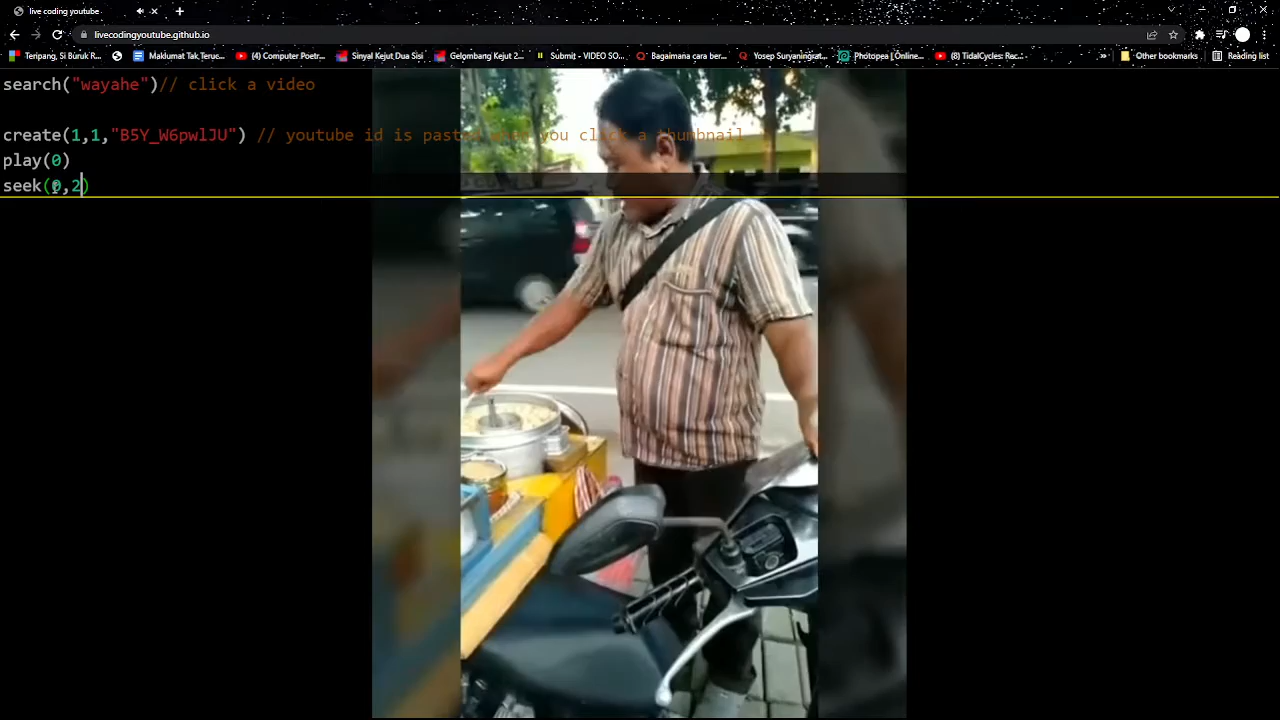 live coding youtube
livecodingyoutube.github.io
Teripang, Si Buruk R...
Maklumat Tak Terus...
(4) Computer Poetr...
Sinyal Kejut Dua Sisi
Gelombang Kejut 2...
Submit - VIDEO SO...
Bagaimana cara ber...
Yosep Suryaningrat...
Photopea | Online...
(8) TidalCycles: Rec...
Other bookmarks
Reading list
search("wayahe")// click a video
create(1,1,"B5Y_W6pwlJU") // youtube id is pasted when you click a thumbnail
play(0)
seek(0,2)